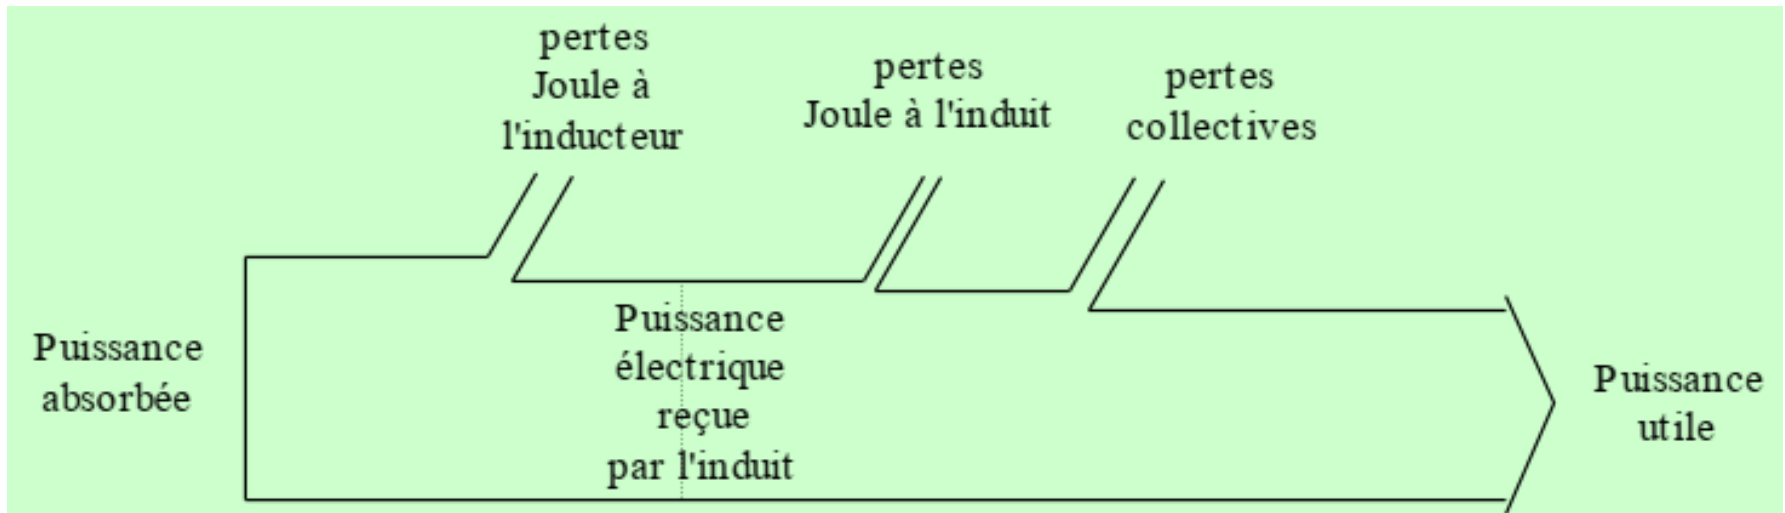 pertes
Joule à
l'inducteur
pertes
Joule à l'induit
pertes
collectives
Puissance
absorbée
Puissance
électrique
reçue
par l'induit
Puissance
utile